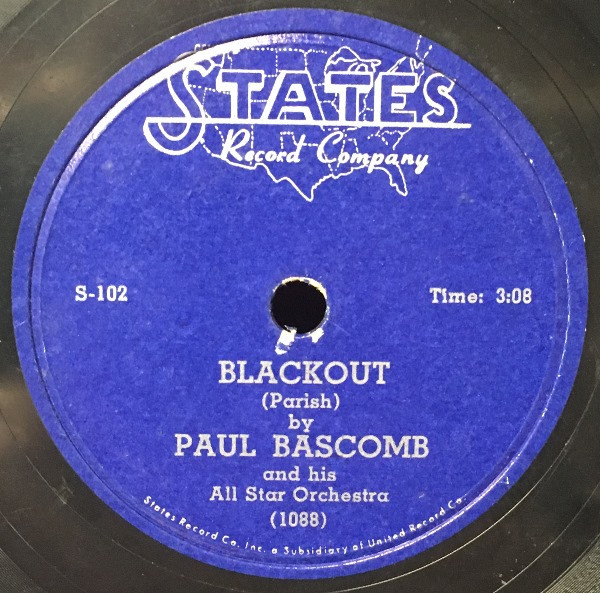 STATES
Record Company
S-102
Time: 3:08
BLACKOUT
(Parish)
by
PAUL BASCOMB
and his
All Star Orchestra
(1088)
States Record Co. Inc. a Subsidiary of United Record Co.